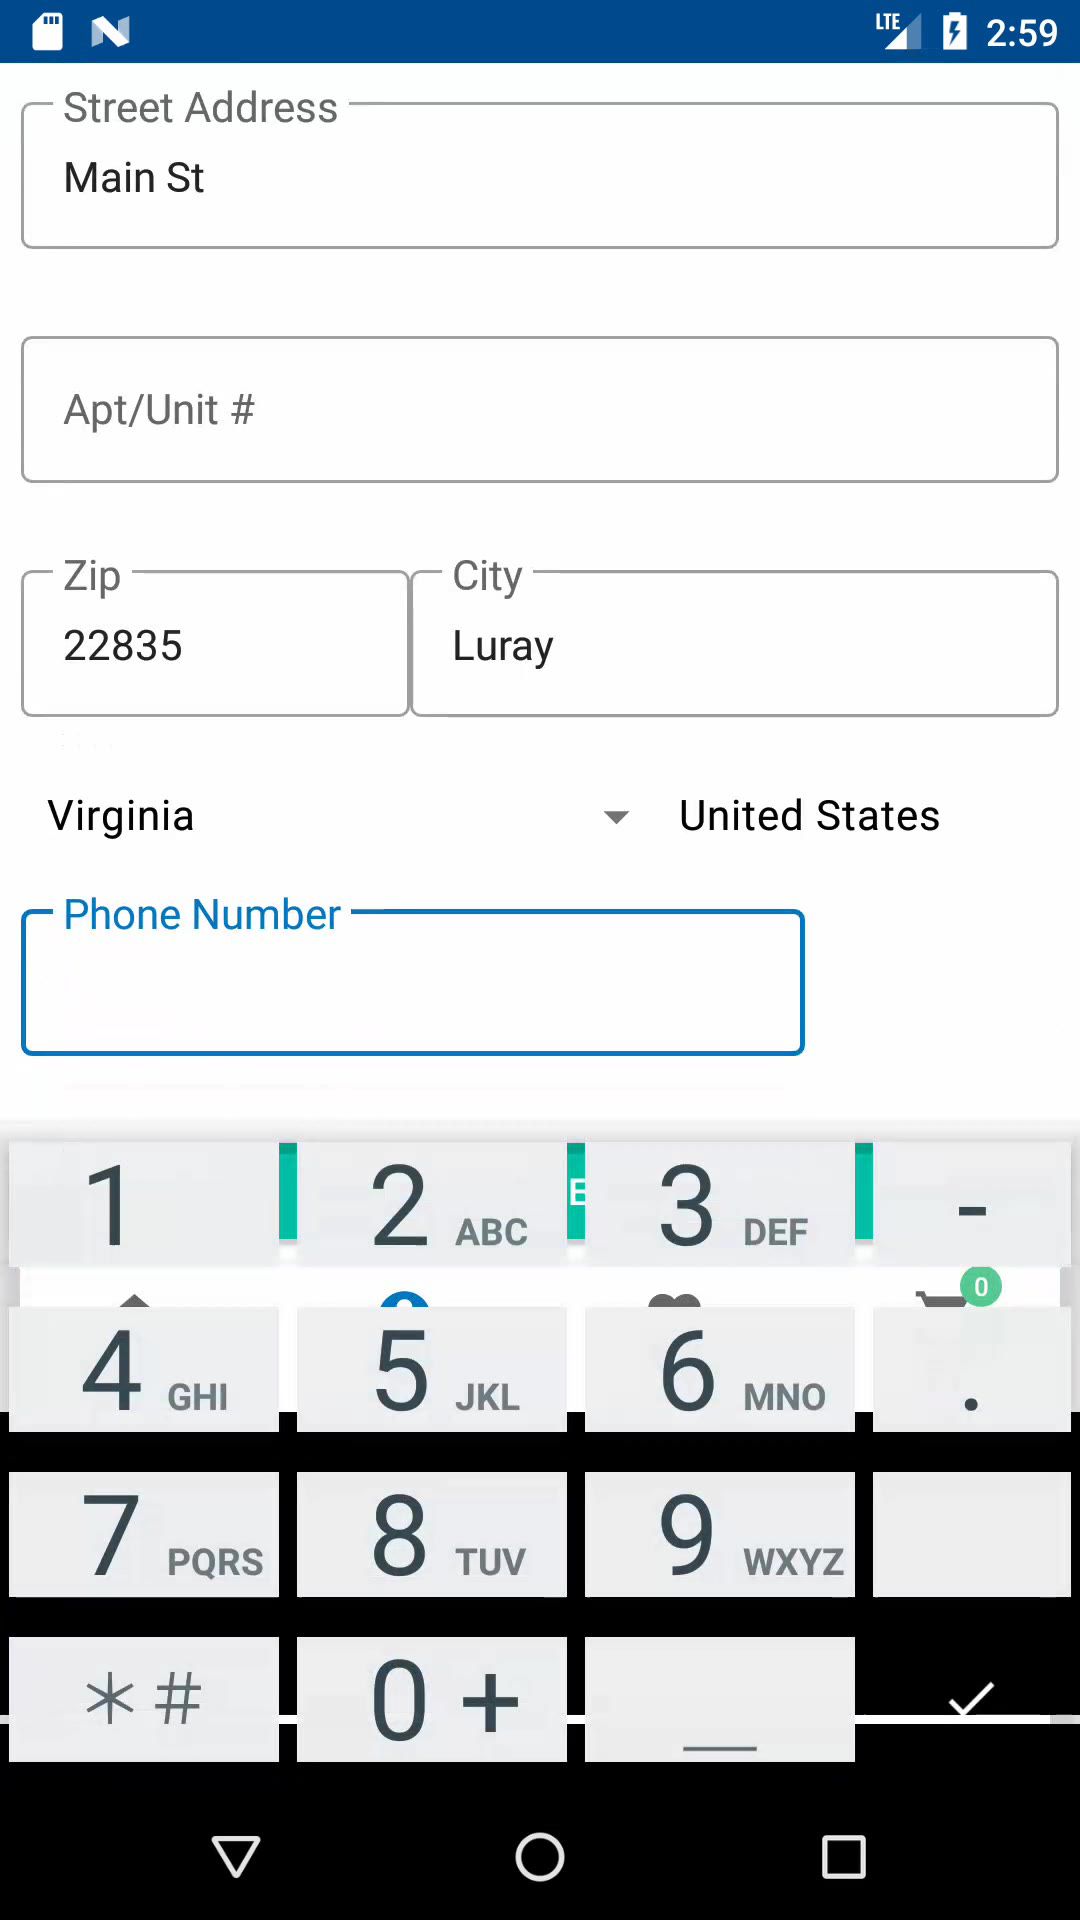 LTE 2:59
Street Address
Main St
Apt/Unit #
Zip City
22835 Luray
Virginia United States
Phone Number
1 2 ABC E 3 DEF -
0
4 GHI 5 JKL 6 MNO .
7 PQRS 8 TUV 9 WXYZ
*# 0 +